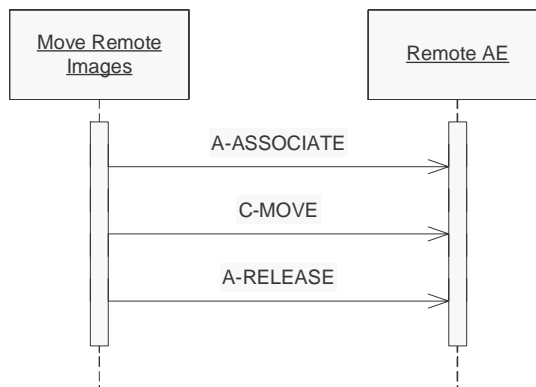 Move Remote
Images
Remote AE
A-ASSOCIATE
C-MOVE
A-RELEASE